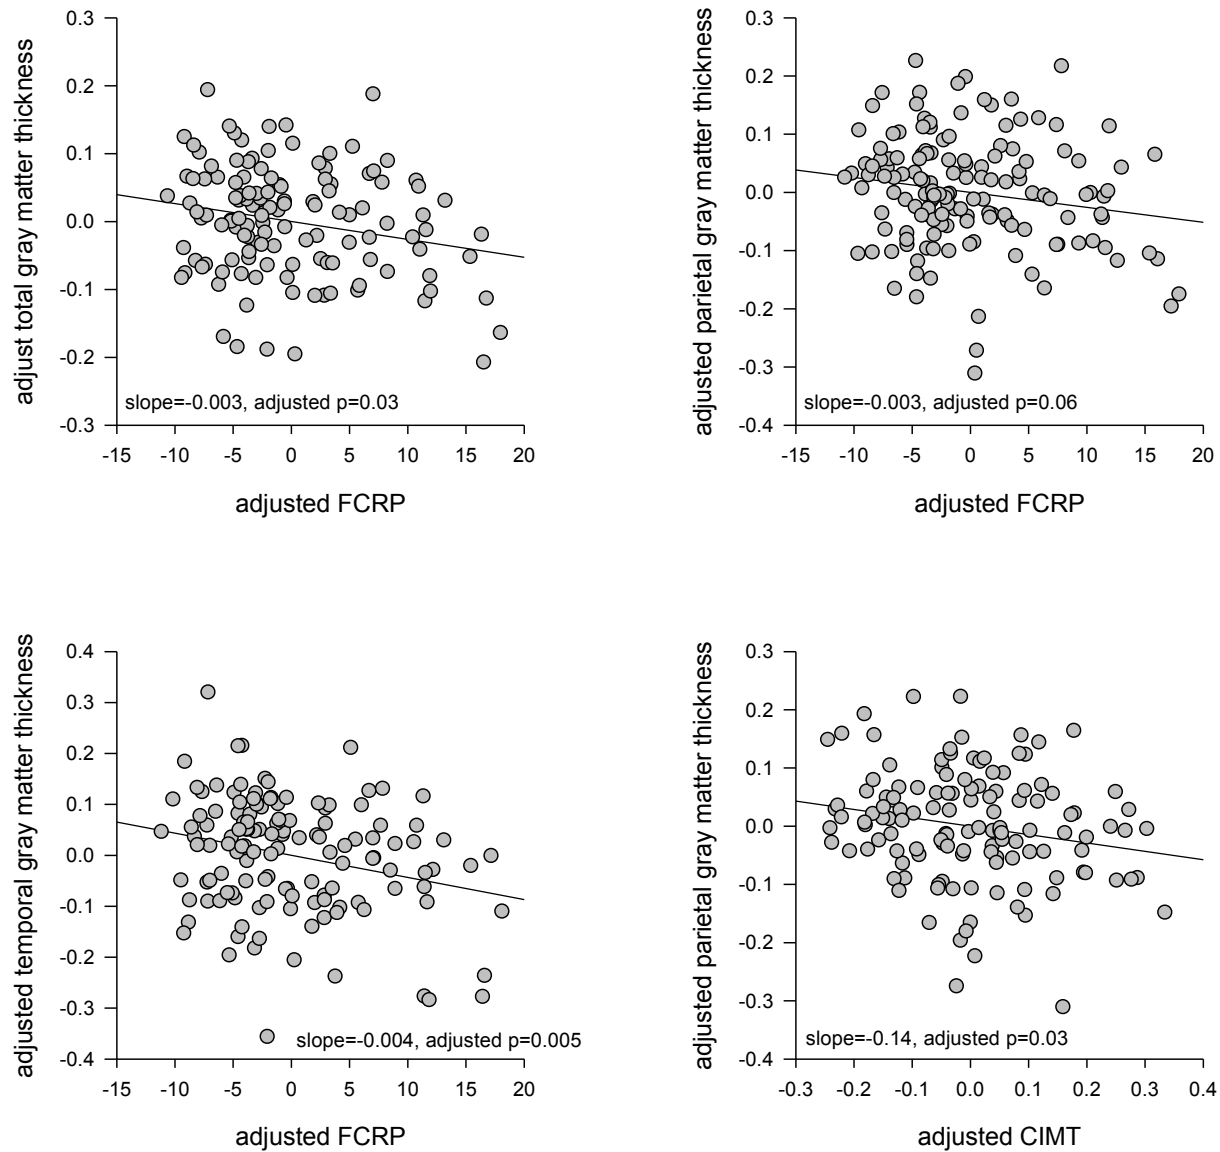 adjust total gray matter thickness
0.3
0.2
0.1
0.0
-0.1
-0.2
-0.3
slope=-0.003, adjusted p=0.03
-15 -10 -5 0 5 10 15 20
adjusted FCRP
adjusted parietal gray matter thickness
0.3
0.2
0.1
0.0
-0.1
-0.2
-0.3
-0.4
slope=-0.003, adjusted p=0.06
-15 -10 -5 0 5 10 15 20
adjusted FCRP
adjusted temporal gray matter thickness
0.4
0.3
0.2
0.1
0.0
-0.1
-0.2
-0.3
-0.4
slope=-0.004, adjusted p=0.005
-15 -10 -5 0 5 10 15 20
adjusted FCRP
adjusted parietal gray matter thickness
0.3
0.2
0.1
0.0
-0.1
-0.2
-0.3
-0.4
slope=-0.14, adjusted p=0.03
-0.3 -0.2 -0.1 0.0 0.1 0.2 0.3 0.4
adjusted CIMT